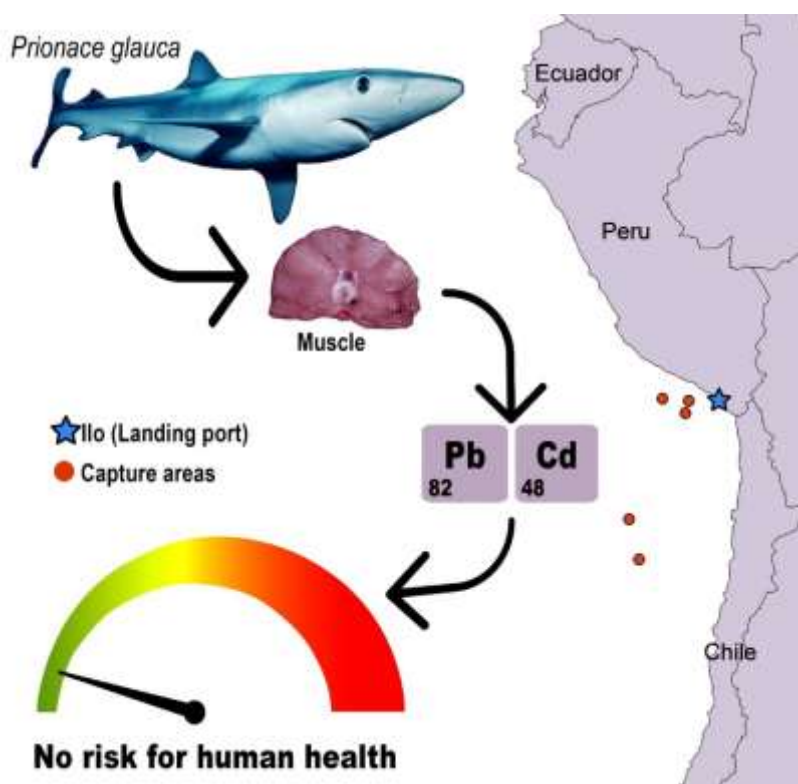 Prionace glauca
Ecuador
Peru
Muscle
Ilo (Landing port)
Capture areas
Pb
82
Cd
48
Chile
No risk for human health